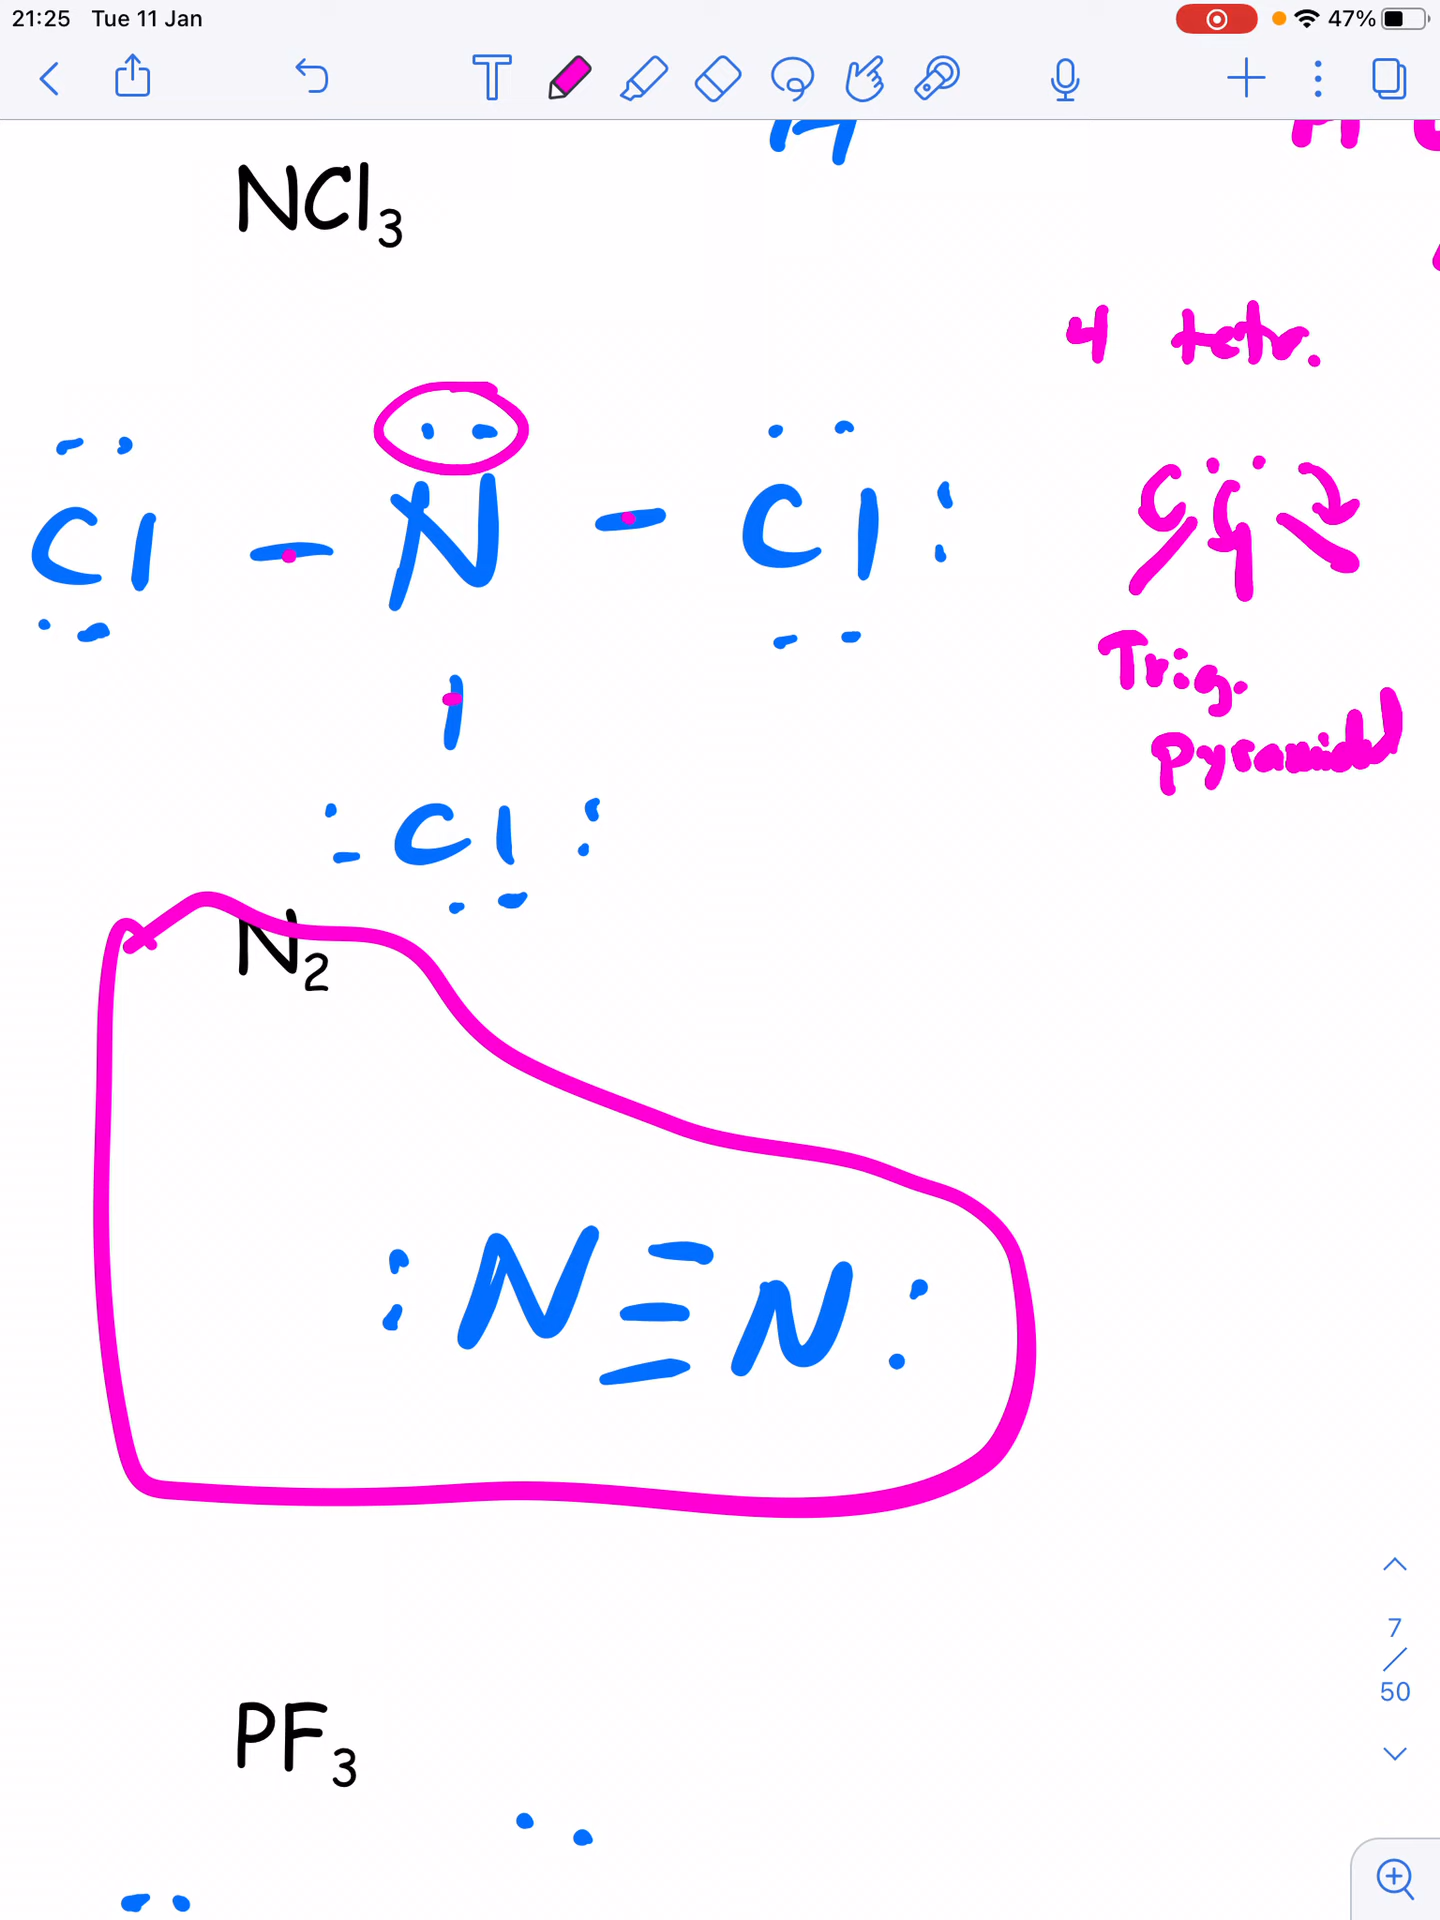 21:25 Tue 11 Jan 47%
NCl₃
4 tetr.
Cl - N - Cl
Trig.
pyramidal
Cl
N₂
N ≡ N
7
/
50
PF₃